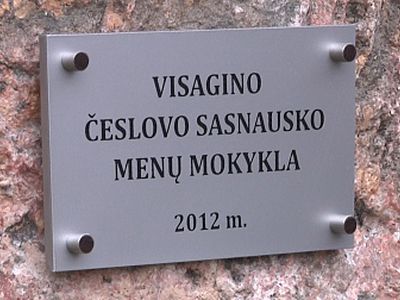 VISAGINO
ČESLOVO SASNAUSKO
MENŲ MOKYKLA
2012 m.